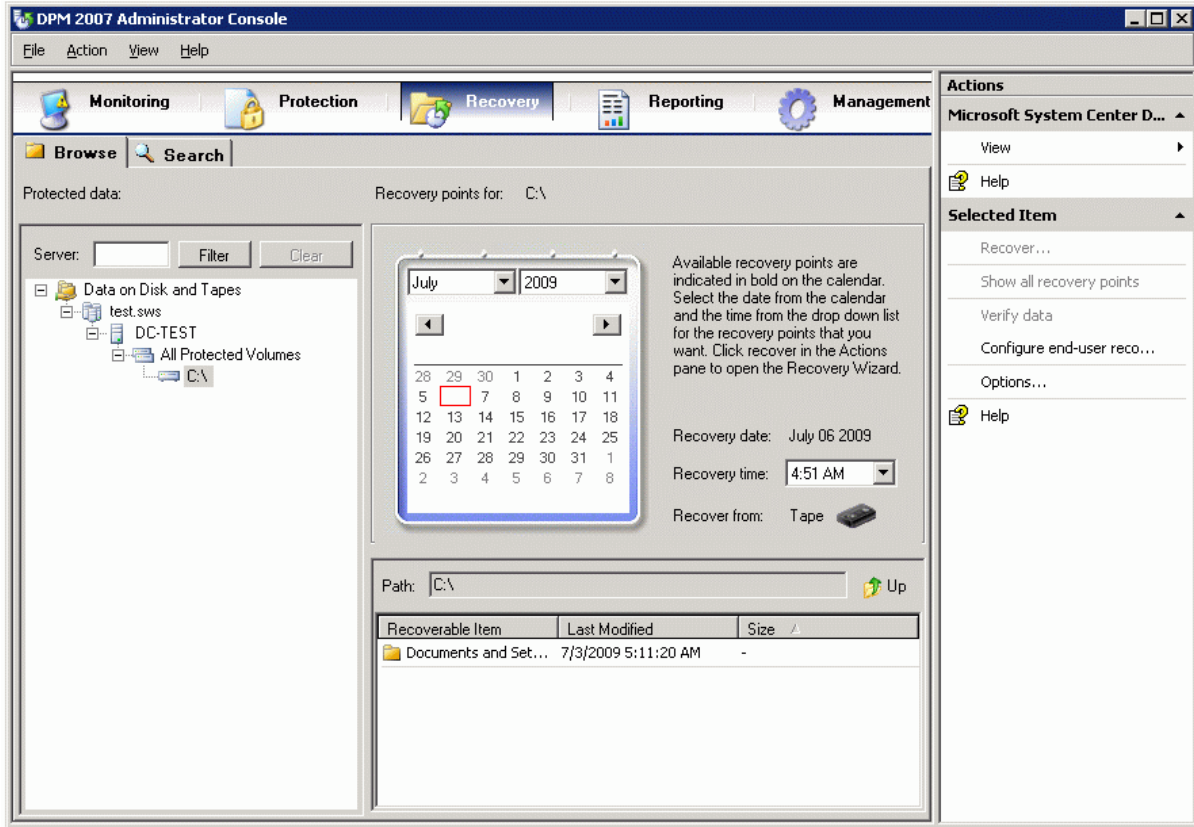 DPM 2007 Administrator Console
File Action View Help
Monitoring Protection Recovery Reporting Management
Browse Search
Protected data:
Recovery points for: C:\
Server: Filter Clear
Data on Disk and Tapes
test.sws
DC-TEST
All Protected Volumes
C:\
July 2009
28 29 30 1 2 3 4
5 7 8 9 10 11
12 13 14 15 16 17 18
19 20 21 22 23 24 25
26 27 28 29 30 31 1
2 3 4 5 6 7 8
Available recovery points are
indicated in bold on the calendar.
Select the date from the calendar
and the time from the drop down list
for the recovery points that you
want. Click recover in the Actions
pane to open the Recovery Wizard.
Recovery date: July 06 2009
Recovery time: 4:51 AM
Recover from: Tape
Path: C:\ Up
Recoverable Item Last Modified Size
Documents and Set... 7/3/2009 5:11:20 AM -
Actions
Microsoft System Center D...
View
Help
Selected Item
Recover...
Show all recovery points
Verify data
Configure end-user reco...
Options...
Help